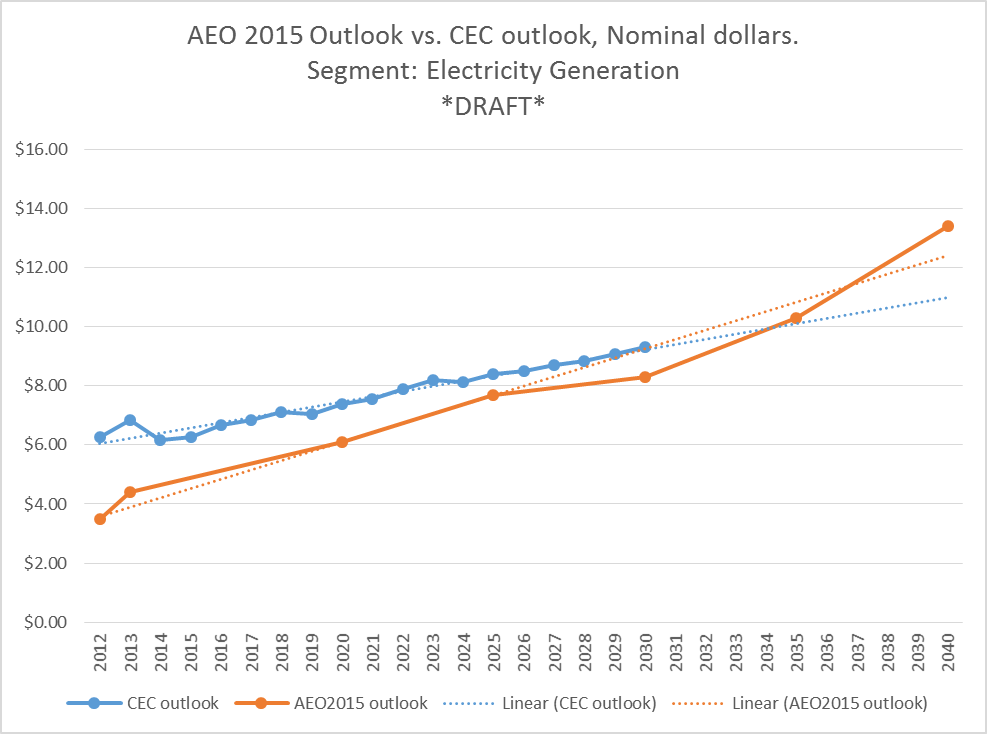 AEO 2015 Outlook vs. CEC outlook, Nominal dollars.
Segment: Electricity Generation
*DRAFT*
$16.00
$14.00
$12.00
$10.00
$8.00
$6.00
$4.00
$2.00
$0.00
2012 2013 2014 2015 2016 2017 2018 2019 2020 2021 2022 2023 2024 2025 2026 2027 2028 2029 2030 2031 2032 2033 2034 2035 2036 2037 2038 2039 2040
CEC outlook AEO2015 outlook Linear (CEC outlook) Linear (AEO2015 outlook)